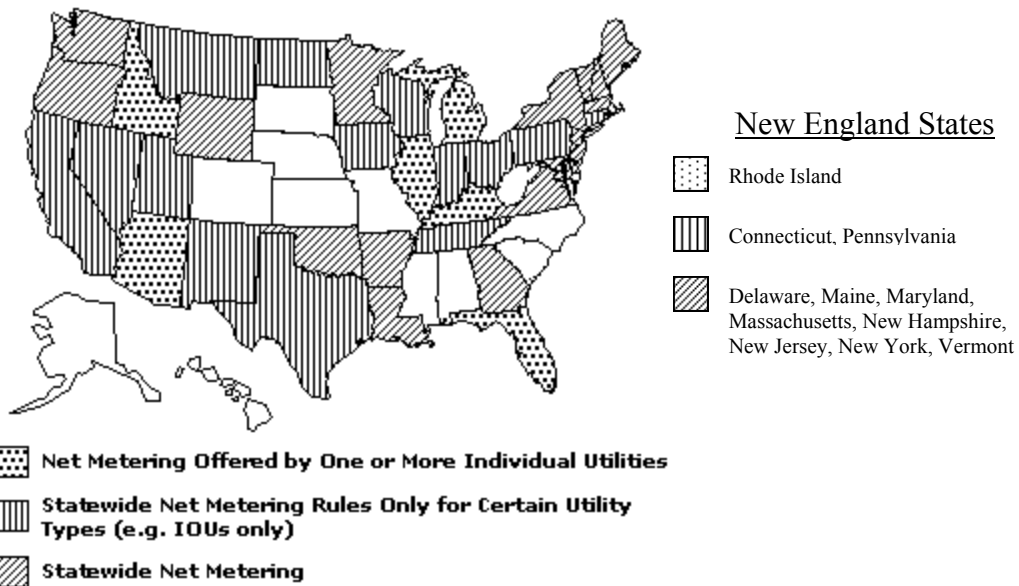 New England States
Rhode Island
Connecticut, Pennsylvania
Delaware, Maine, Maryland,
Massachusetts, New Hampshire,
New Jersey, New York, Vermont
Net Metering Offered by One or More Individual Utilities
Statewide Net Metering Rules Only for Certain Utility
Types (e.g. IOUs only)
Statewide Net Metering